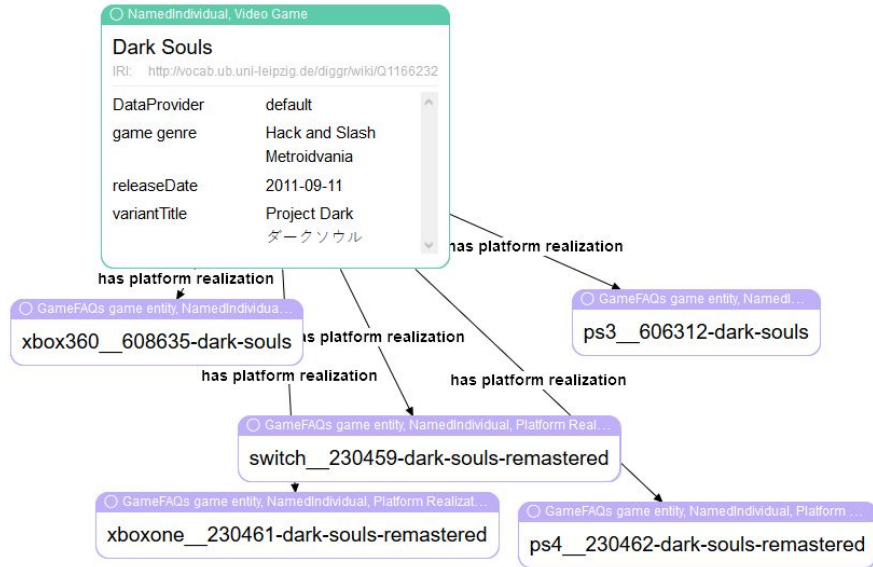 NamedIndividual, Video Game
Dark Souls
IRI: http://vocab.ub.uni-leipzig.de/diggr/wiki/Q1166232
DataProvider default
game genre Hack and Slash
Metroidvania
releaseDate 2011-09-11
variantTitle Project Dark
ダークソウル
has platform realization
has platform realization
GameFAQs game entity, NamedI...
ps3__606312-dark-souls
GameFAQs game entity, NamedIndividua...
xbox360__608635-dark-souls
has platform realization
has platform realization
has platform realization
GameFAQs game entity, NamedIndividual, Platform Real...
switch__230459-dark-souls-remastered
GameFAQs game entity, NamedIndividual, Platform Realizat...
xboxone__230461-dark-souls-remastered
GameFAQs game entity, NamedIndividual, Platform ...
ps4__230462-dark-souls-remastered